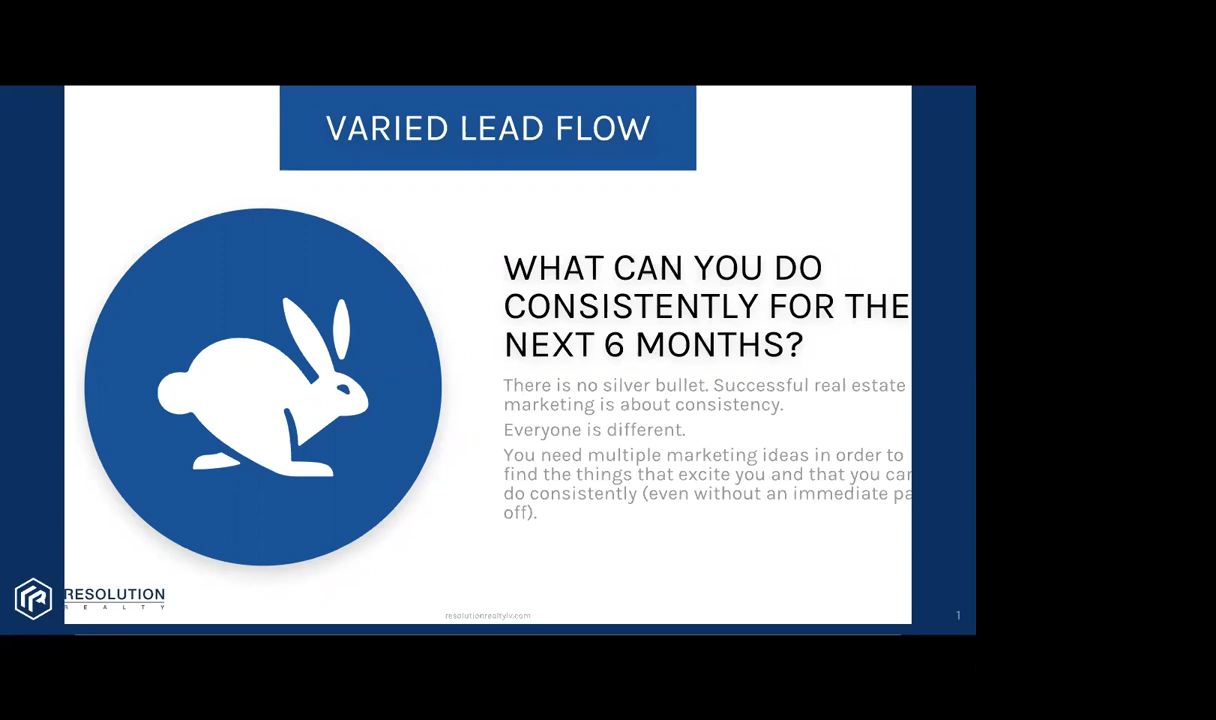 VARIED LEAD FLOW
WHAT CAN YOU DO
CONSISTENTLY FOR THE
NEXT 6 MONTHS?
There is no silver bullet. Successful real estate
marketing is about consistency.
Everyone is different.
You need multiple marketing ideas in order to
find the things that excite you and that you can
do consistently (even without an immediate pa
off).
RESOLUTION
REALTY
resolutionrealtylv.com
1